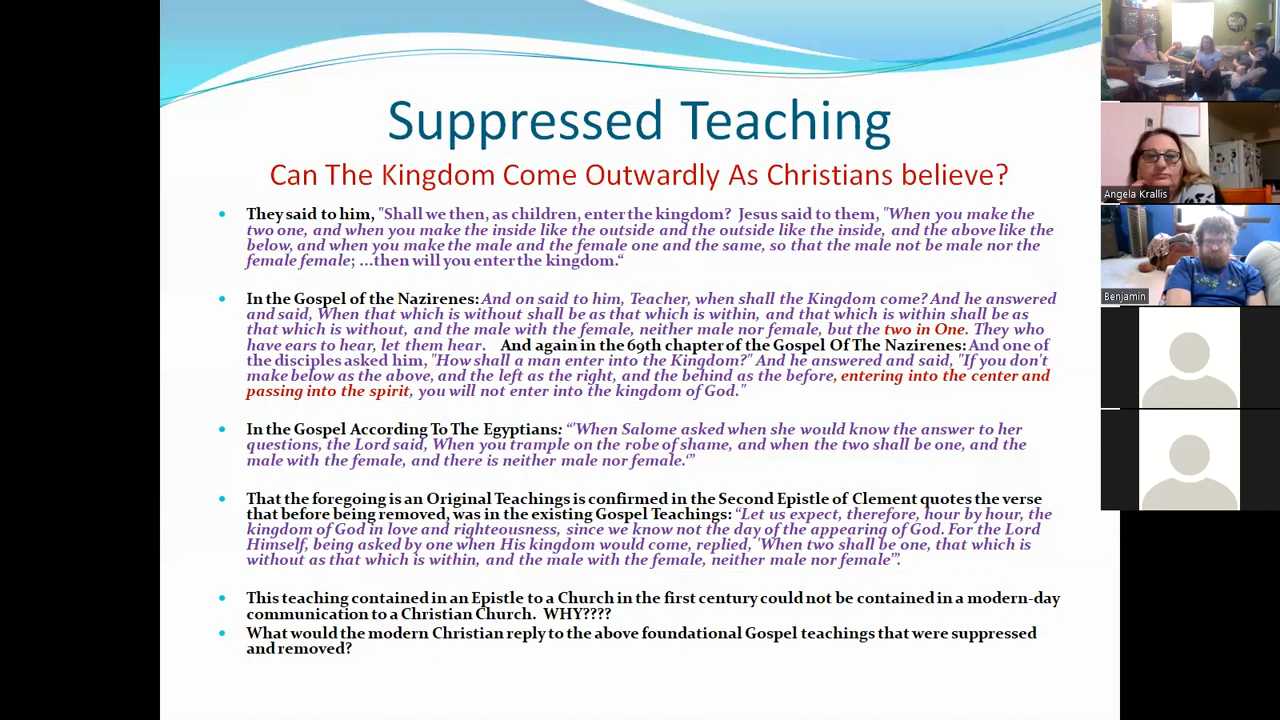 Suppressed Teaching
Can The Kingdom Come Outwardly As Christians believe?
• They said to him, "Shall we then, as children, enter the kingdom? Jesus said to them, "When you make the
two one, and when you make the inside like the outside and the outside like the inside, and the above like the
below, and when you make the male and the female one and the same, so that the male not be male nor the
female female; ...then will you enter the kingdom.“
• In the Gospel of the Nazirenes: And on said to him, Teacher, when shall the Kingdom come? And he answered
and said, When that which is without shall be as that which is within, and that which is within shall be as
that which is without, and the male with the female, neither male nor female, but the two in One. They who
have ears to hear, let them hear. And again in the 69th chapter of the Gospel Of The Nazirenes: And one of
the disciples asked him, "How shall a man enter into the Kingdom?" And he answered and said, "If you don't
make below as the above, and the left as the right, and the behind as the before, entering into the center and
passing into the spirit, you will not enter into the kingdom of God."
• In the Gospel According To The Egyptians: “'When Salome asked when she would know the answer to her
questions, the Lord said, When you trample on the robe of shame, and when the two shall be one, and the
male with the female, and there is neither male nor female.‘”
• That the foregoing is an Original Teachings is confirmed in the Second Epistle of Clement quotes the verse
that before being removed, was in the existing Gospel Teachings: “Let us expect, therefore, hour by hour, the
kingdom of God in love and righteousness, since we know not the day of the appearing of God. For the Lord
Himself, being asked by one when His kingdom would come, replied, 'When two shall be one, that which is
without as that which is within, and the male with the female, neither male nor female”'.
• This teaching contained in an Epistle to a Church in the first century could not be contained in a modern-day
communication to a Christian Church. WHY????
• What would the modern Christian reply to the above foundational Gospel teachings that were suppressed
and removed?
Angela Krallis
Benjamin